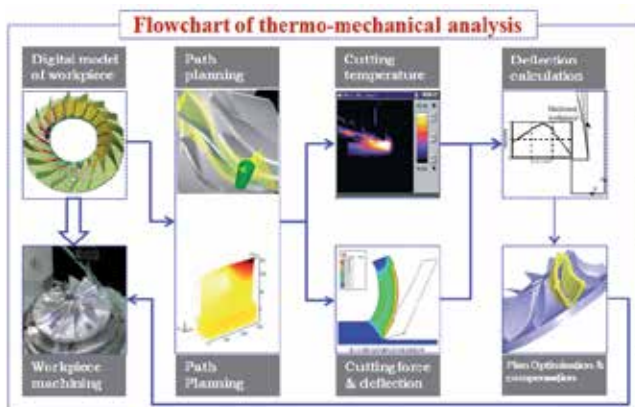 Flowchart of thermo-mechanical analysis
Digital model
of workpiece
Path
planning
Cutting
temperature
Deflection
calculation
Workpiece
machining
Path
Planning
Cutting force
& deflection
Plan Optimization &
compensation